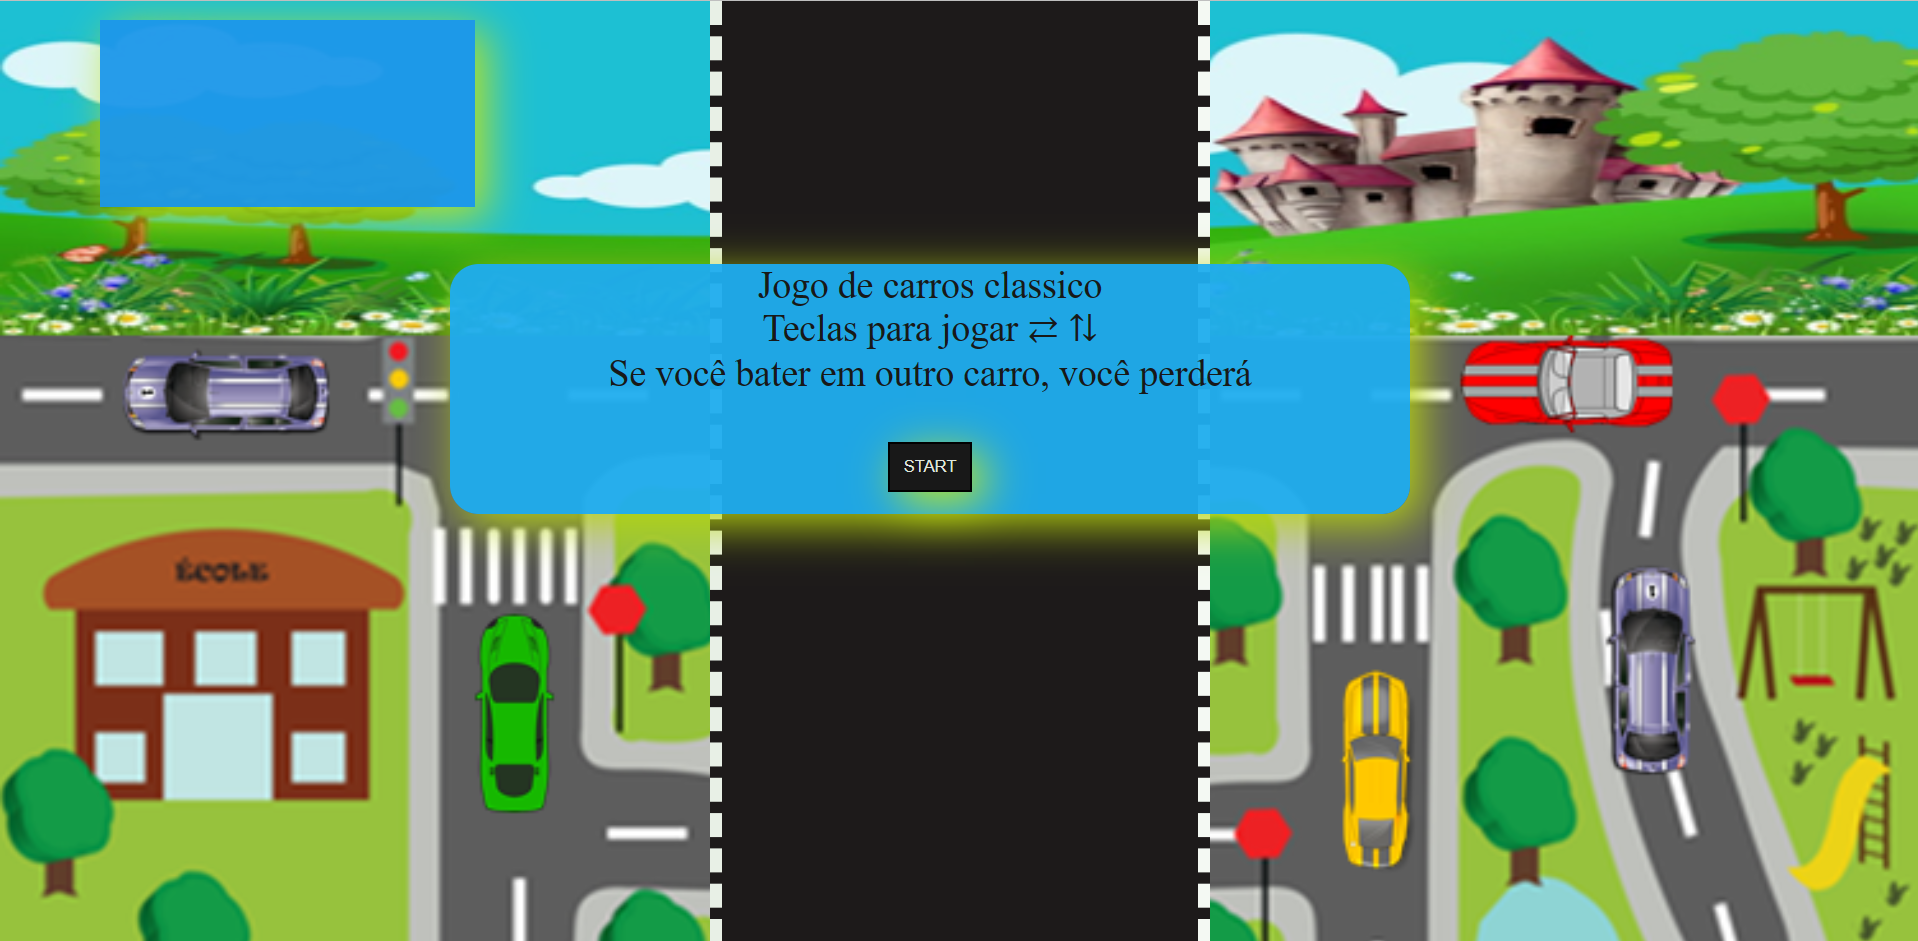 Jogo de carros classico
Teclas para jogar ⇄ ⇅
Se você bater em outro carro, você perderá
START
ÉCOLE